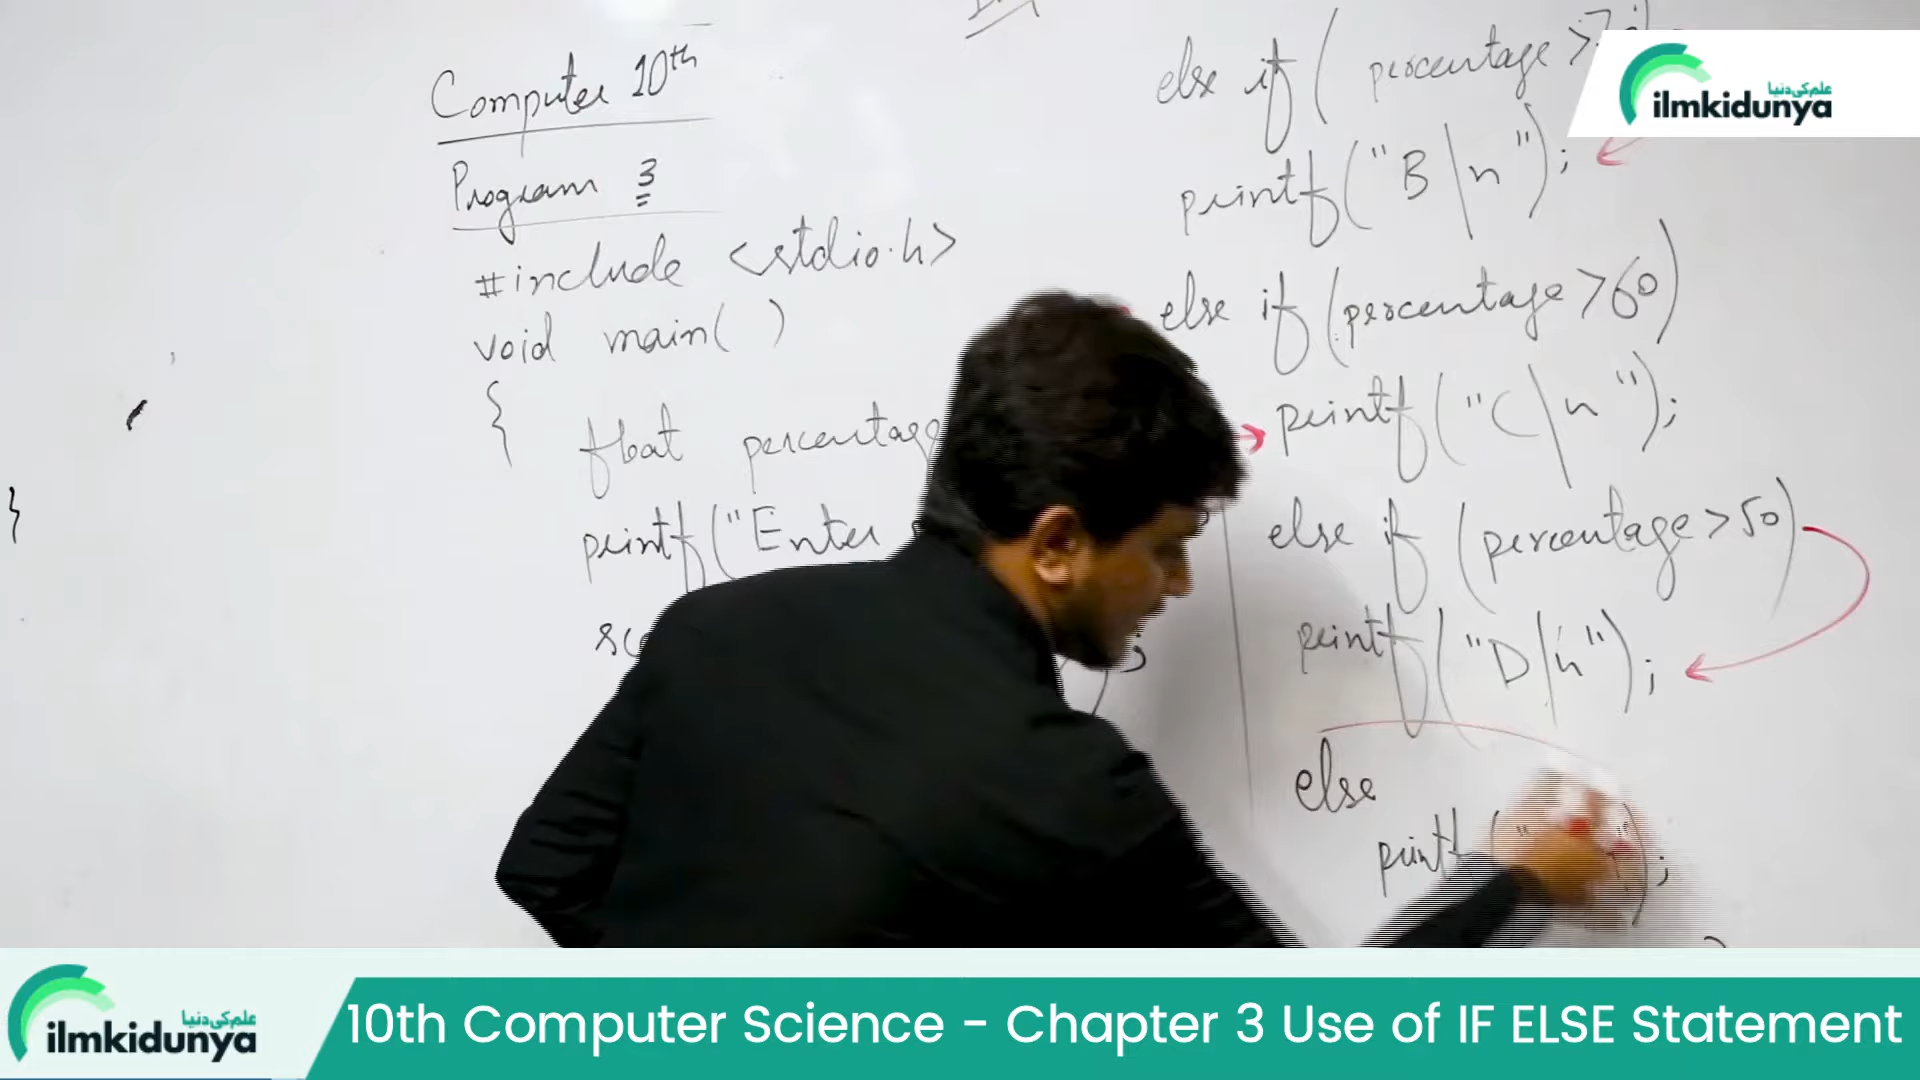 Computer 10th
Program 3
#include <stdio.h>
void main( )
{
float percentage
printf("Enter
sc
;
}
else if ( percentage >
printf("B\n");
else if (percentage >60)
printf("C\n");
else if (percentage >50)
printf("D\n");
else
printf (" ");
علم کی دنیا
ilmkidunya
علم کی دنیا
ilmkidunya
10th Computer Science - Chapter 3 Use of IF ELSE Statement